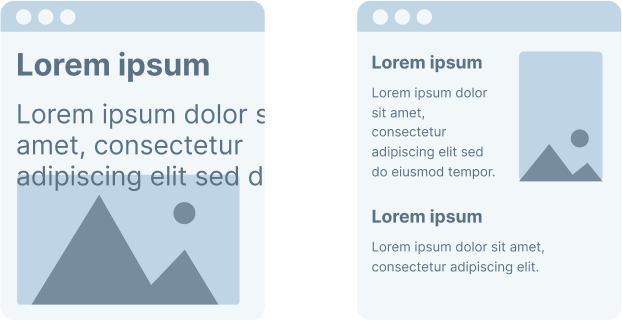 Lorem ipsum
Lorem ipsum dolor s
amet, consectetur
adipiscing elit sed d
Lorem ipsum
Lorem ipsum dolor
sit amet,
consectetur
adipiscing elit sed
do eiusmod tempor.
Lorem ipsum
Lorem ipsum dolor sit amet,
consectetur adipiscing elit.